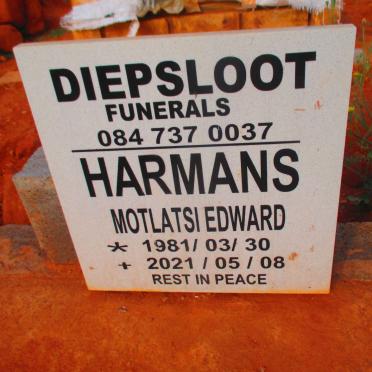 DIEPSLOOT
FUNERALS
084 737 0037
HARMANS
MOTLATSI EDWARD
* 1981/ 03/ 30
+ 2021 / 05 / 08
REST IN PEACE